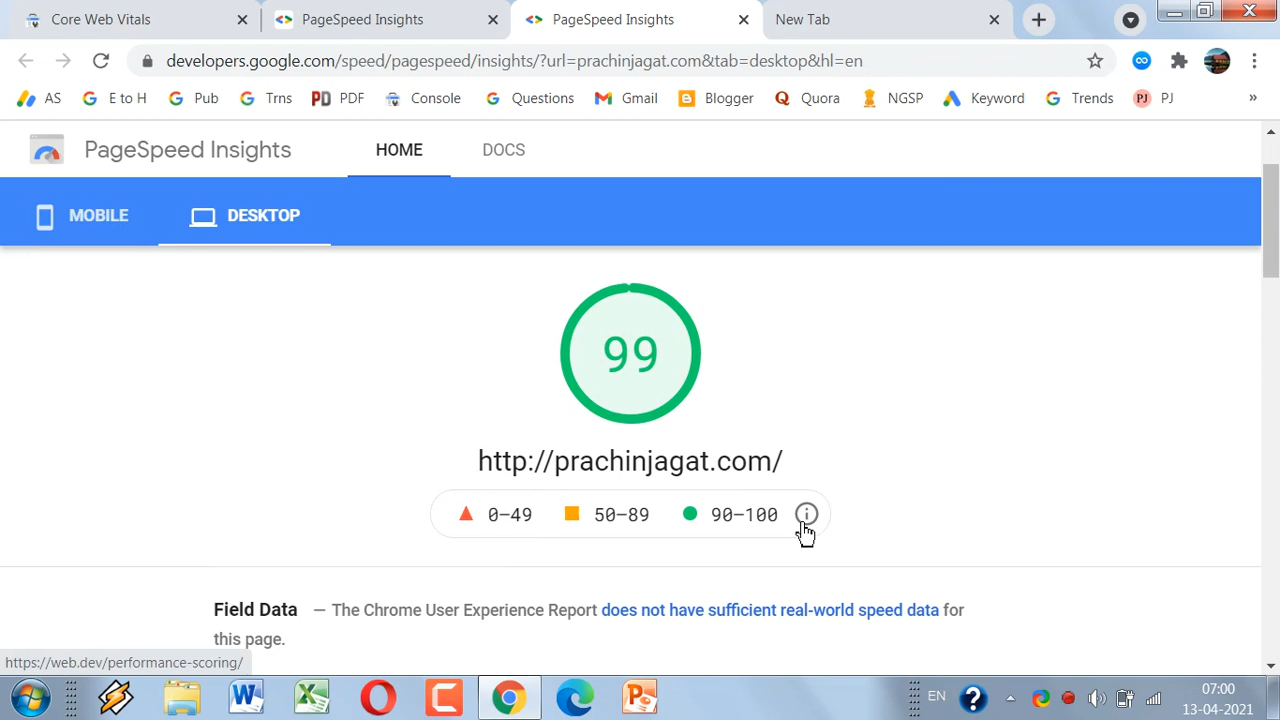 Core Web Vitals
PageSpeed Insights
PageSpeed Insights
New Tab
developers.google.com/speed/pagespeed/insights/?url=prachinjagat.com&tab=desktop&hl=en
AS
E to H
Pub
Trns
PD PDF
Console
Questions
Gmail
Blogger
Quora
NGSP
Keyword
Trends
PJ PJ
»
PageSpeed Insights
HOME
DOCS
MOBILE
DESKTOP
99
http://prachinjagat.com/
0–49 50–89 90–100
Field Data — The Chrome User Experience Report does not have sufficient real-world speed data for
this page.
https://web.dev/performance-scoring/
EN
07:00
13-04-2021